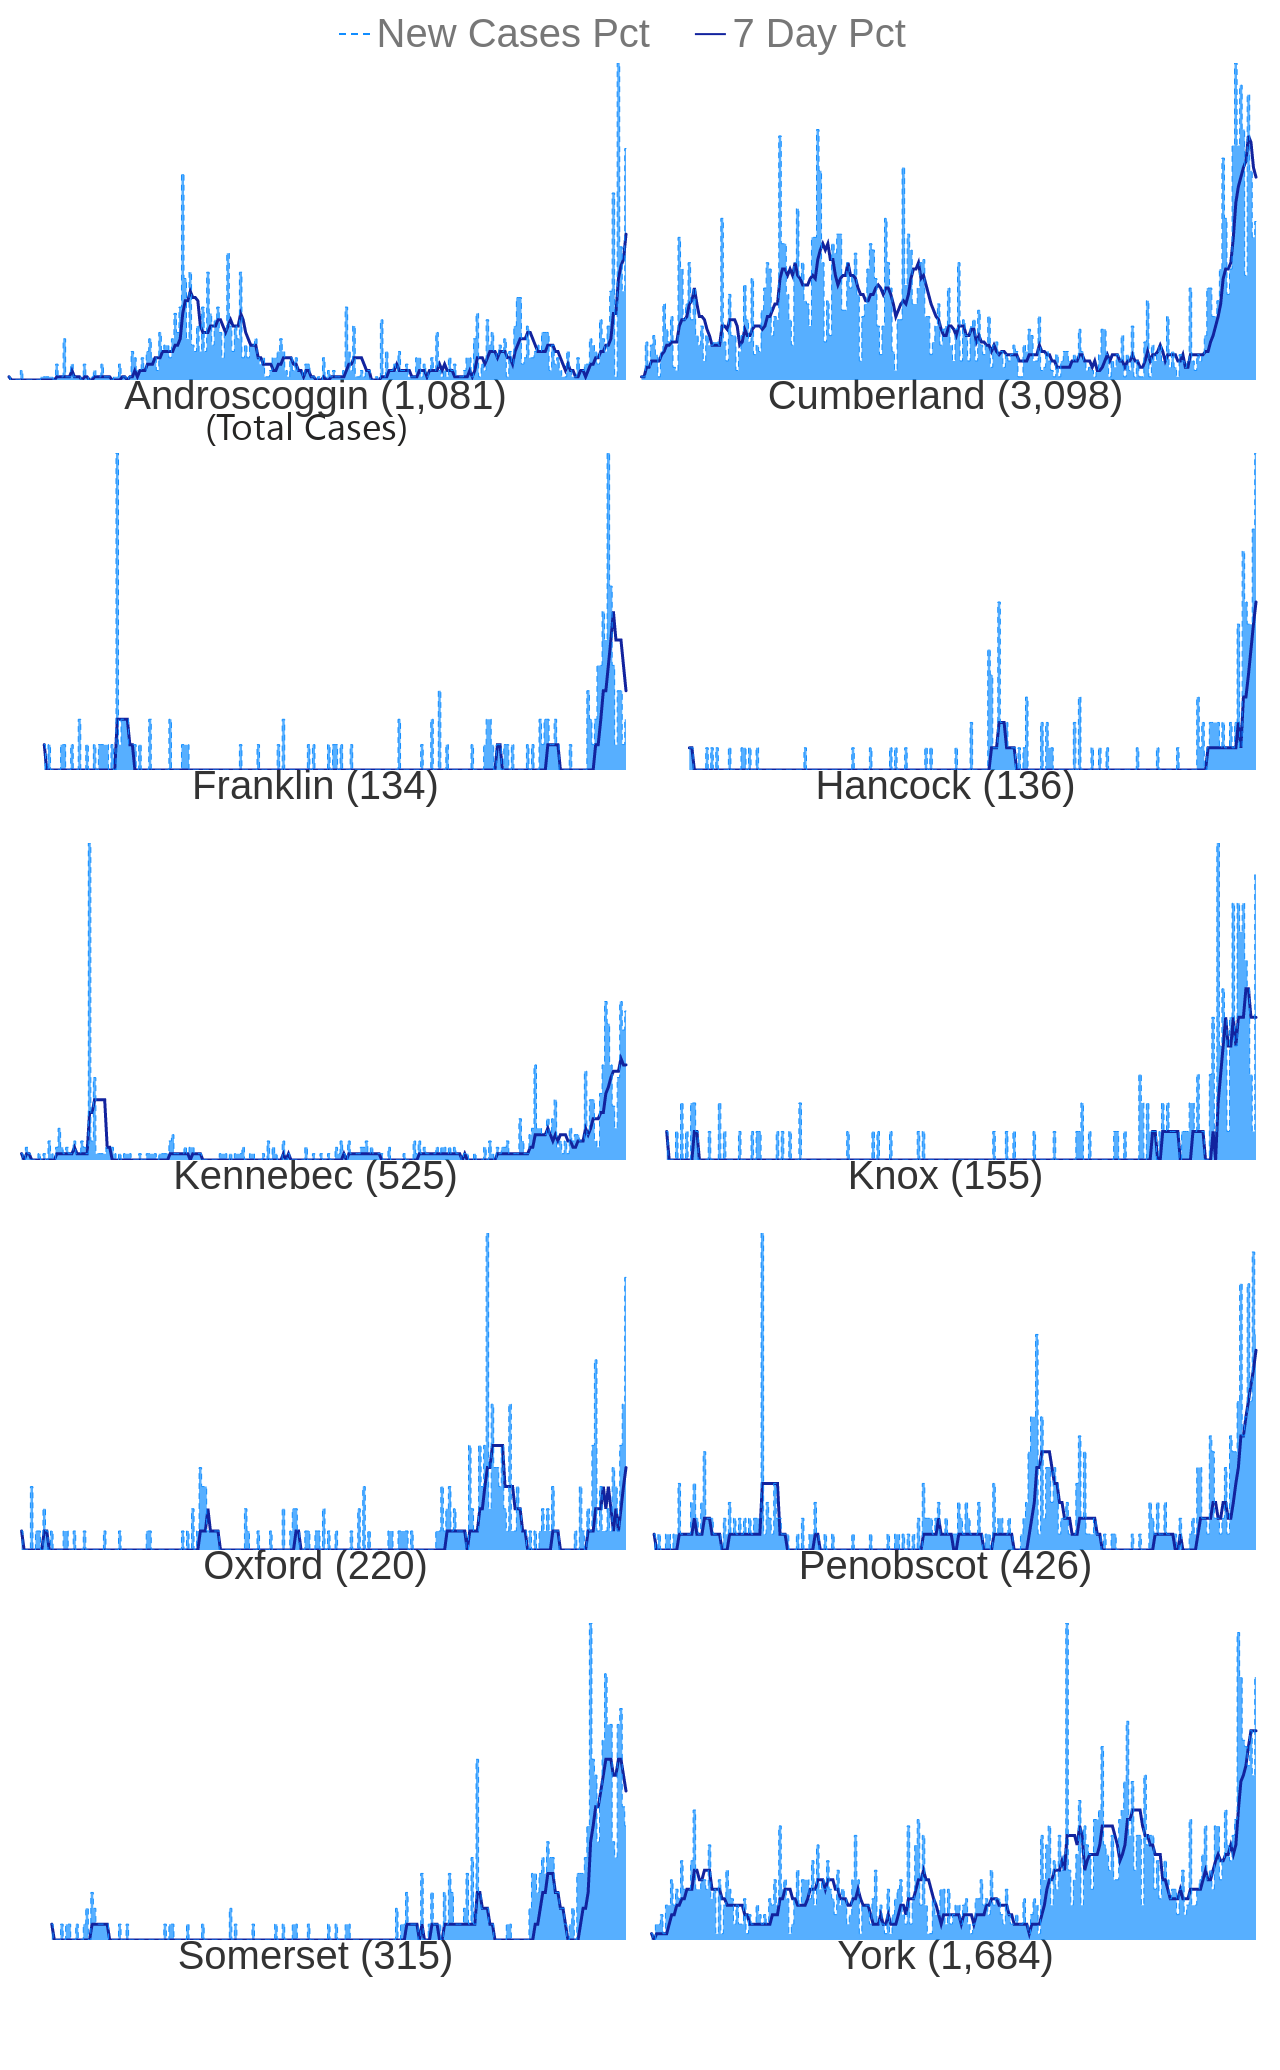 New Cases Pct 7 Day Pct
Androscoggin (1,081) Cumberland (3,098)
(Total Cases)
Franklin (134) Hancock (136)
Kennebec (525) Knox (155)
Oxford (220) Penobscot (426)
Somerset (315) York (1,684)